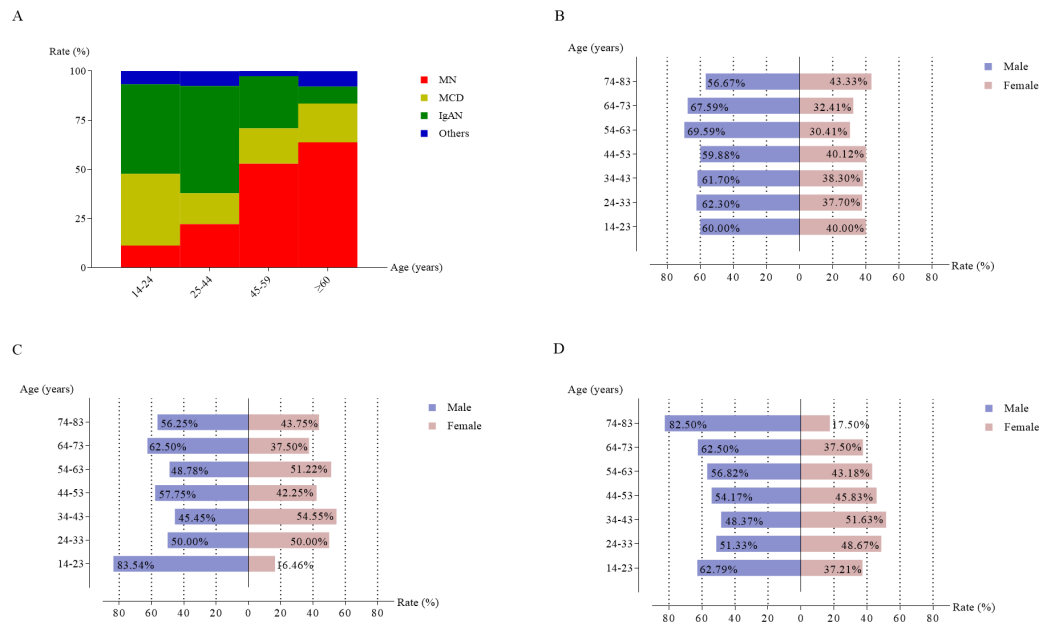 A
Rate (%)
100
75
50
25
0
14-24
25-44
45-59
≥60
Age (years)
MN
MCD
IgAN
Others
B
Age (years)
Male
Female
74-83 56.67% 43.33%
64-73 67.59% 32.41%
54-63 69.59% 30.41%
44-53 59.88% 40.12%
34-43 61.70% 38.30%
24-33 62.30% 37.70%
14-23 60.00% 40.00%
80 60 40 20 0 20 40 60 80
Rate (%)
C
Age (years)
Male
Female
74-83 56.25% 43.75%
64-73 62.50% 37.50%
54-63 48.78% 51.22%
44-53 57.75% 42.25%
34-43 45.45% 54.55%
24-33 50.00% 50.00%
14-23 83.54% 16.46%
80 60 40 20 0 20 40 60 80
Rate (%)
D
Age (years)
Male
Female
74-83 82.50% 17.50%
64-73 62.50% 37.50%
54-63 56.82% 43.18%
44-53 54.17% 45.83%
34-43 48.37% 51.63%
24-33 51.33% 48.67%
14-23 62.79% 37.21%
80 60 40 20 0 20 40 60 80
Rate (%)